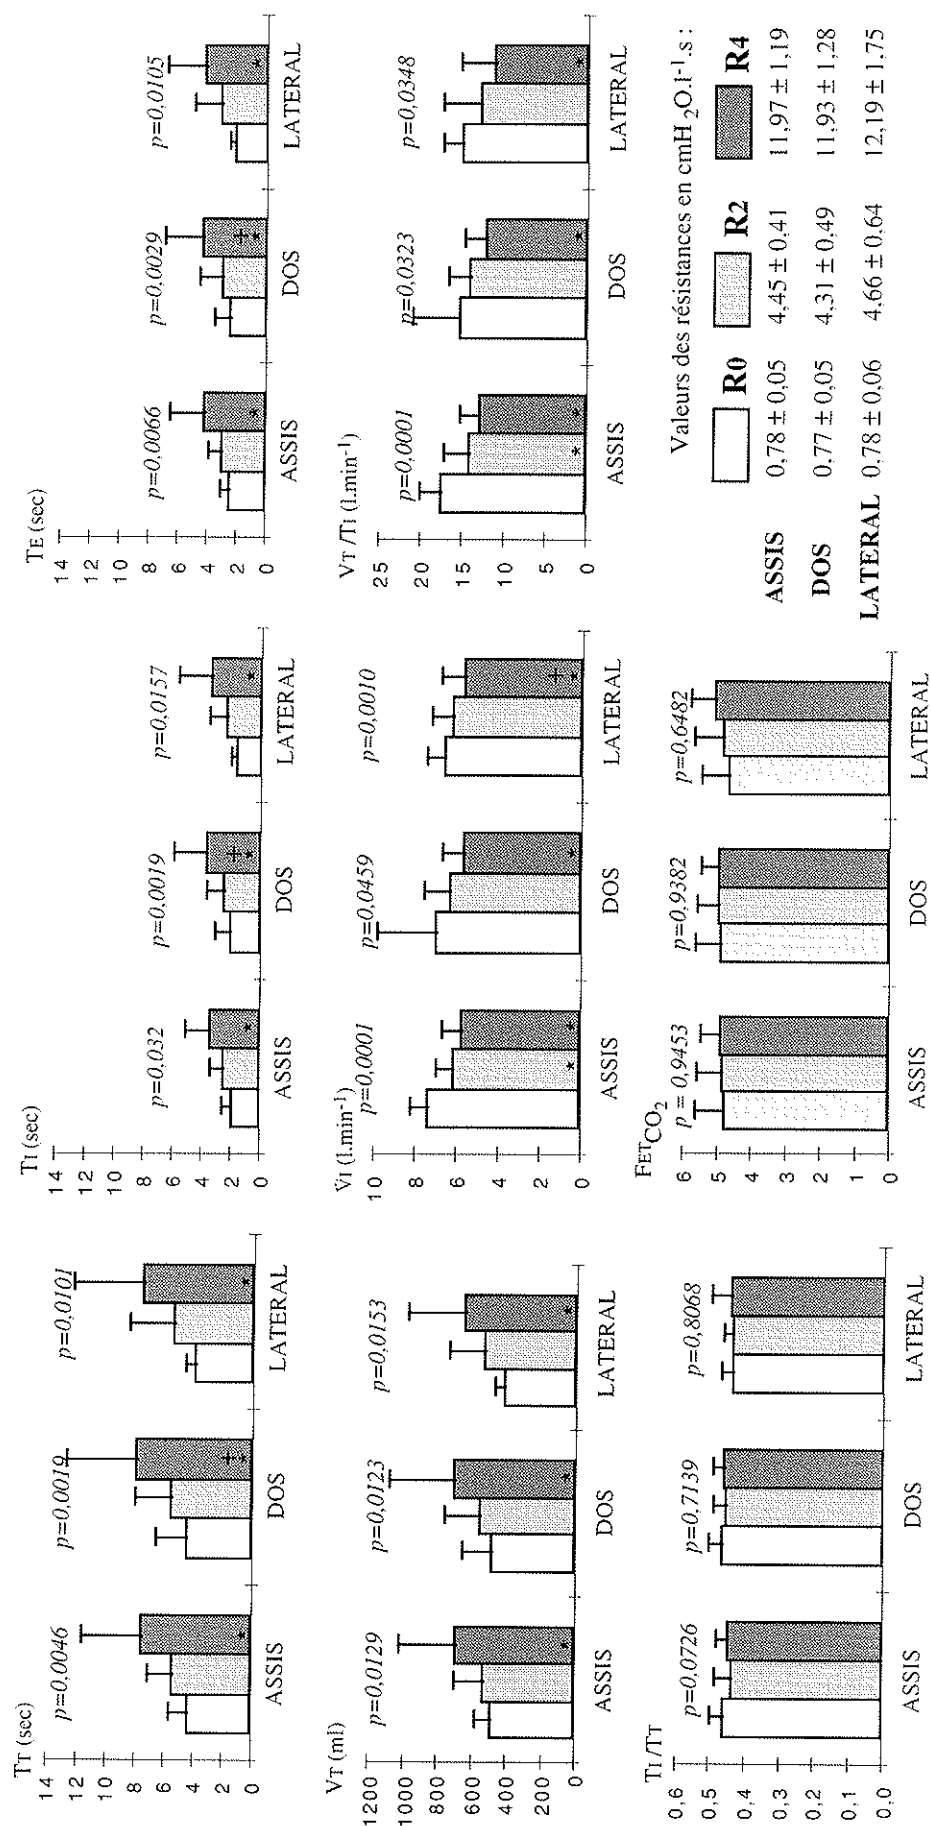 TT (sec)
14
12
10
8
6
4
2
0
p=0,0046
p=0,0019
p=0,0101
*
+
*
*
ASSIS
DOS
LATERAL
TI (sec)
14
12
10
8
6
4
2
0
p=0.032
p=0,0019
p=0,0157
*
+
*
*
ASSIS
DOS
LATERAL
TE (sec)
14
12
10
8
6
4
2
0
p=0,0066
p=0.0029
p=0,0105
*
+
*
*
ASSIS
DOS
LATERAL
VT (ml)
1200
1000
800
600
400
200
0
p=0,0129
p=0,0123
p=0,0153
*
*
*
ASSIS
DOS
LATERAL
V̇I (l.min⁻¹)
10
8
6
4
2
0
p=0,0001
p=0.0459
p=0,0010
*
*
*
+
*
ASSIS
DOS
LATERAL
VT /TI (l.min⁻¹)
25
20
15
10
5
0
p=0,0001
p=0,0323
p=0,0348
*
*
*
*
ASSIS
DOS
LATERAL
TI /TT
0,6
0,5
0,4
0,3
0,2
0,1
0,0
p=0,0726
p=0,7139
p=0,8068
ASSIS
DOS
LATERAL
FETCO2
6
5
4
3
2
1
0
p = 0,9453
p=0,9382
p=0,6482
ASSIS
DOS
LATERAL
Valeurs des résistances en cmH2O.l⁻¹.s :
R0 R2 R4
ASSIS 0,78 ± 0,05 4,45 ± 0,41 11,97 ± 1,19
DOS 0,77 ± 0,05 4,31 ± 0,49 11,93 ± 1,28
LATERAL 0,78 ± 0,06 4,66 ± 0,64 12,19 ± 1,75